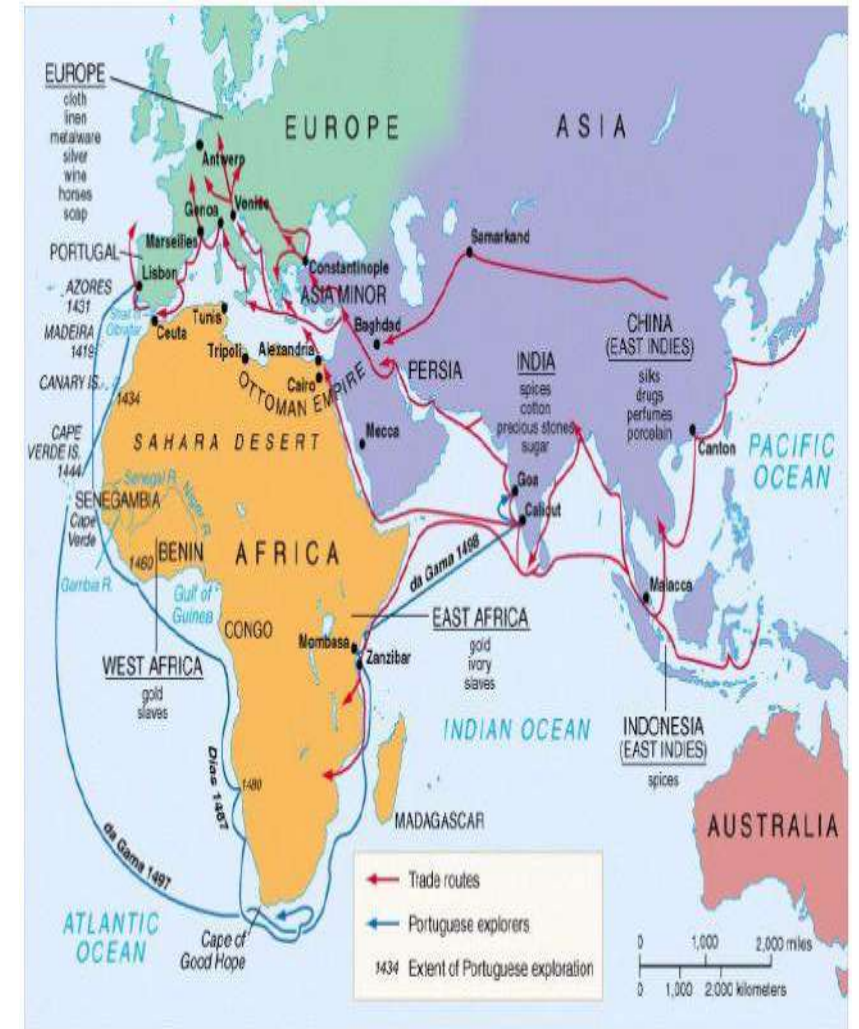 EUROPE
cloth
linen
metalware
silver
wine
horses
soap
EUROPE
ASIA
Antwerp
Venice
Genoa
Marseilles
PORTUGAL
Lisbon
Constantinople
ASIA MINOR
Samarkand
AZORES
1431
Strait of
Gibraltar
Ceuta
Tunis
MADEIRA
1419
Tripoli
Alexandria
Cairo
OTTOMAN EMPIRE
Baghdad
PERSIA
CHINA
(EAST INDIES)
silks
drugs
perfumes
porcelain
INDIA
spices
cotton
precious stones
sugar
CANARY IS.
1434
CAPE
VERDE IS.
1444
SAHARA DESERT
Mecca
Canton
PACIFIC
OCEAN
Goa
Calicut
Senegal R.
SENEGAMBIA
Cape
Verde
Niger R.
1460
BENIN
AFRICA
Gambia R.
Gulf of
Guinea
da Gama 1498
Malacca
CONGO
Mombasa
Zanzibar
EAST AFRICA
gold
ivory
slaves
WEST AFRICA
gold
slaves
INDIAN OCEAN
INDONESIA
(EAST INDIES)
spices
Dias 1487
1480
MADAGASCAR
AUSTRALIA
da Gama 1497
ATLANTIC
OCEAN
Cape of
Good Hope
Trade routes
Portuguese explorers
1434 Extent of Portuguese exploration
0 1,000 2,000 miles
0 1,000 2.000 kilometers